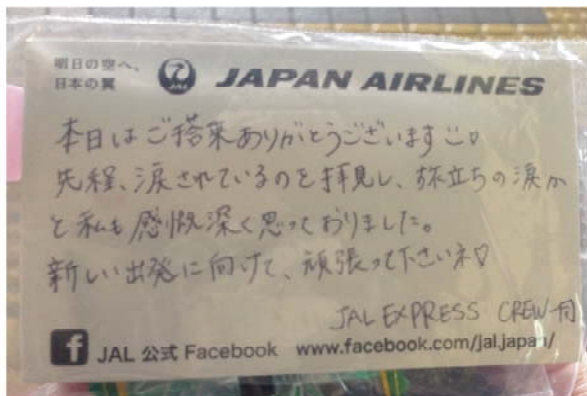 明日の空へ、
日本の翼
JAL
JAPAN AIRLINES
本日はご搭乗ありがとうございます♡
先程、涙されているのを拝見し、旅立ちの涙か
と私も感慨深く思っておりました。
新しい出発に向けて、頑張って下さいネ♡
JAL EXPRESS CREW一同
f JAL 公式 Facebook www.facebook.com/jal.japan/